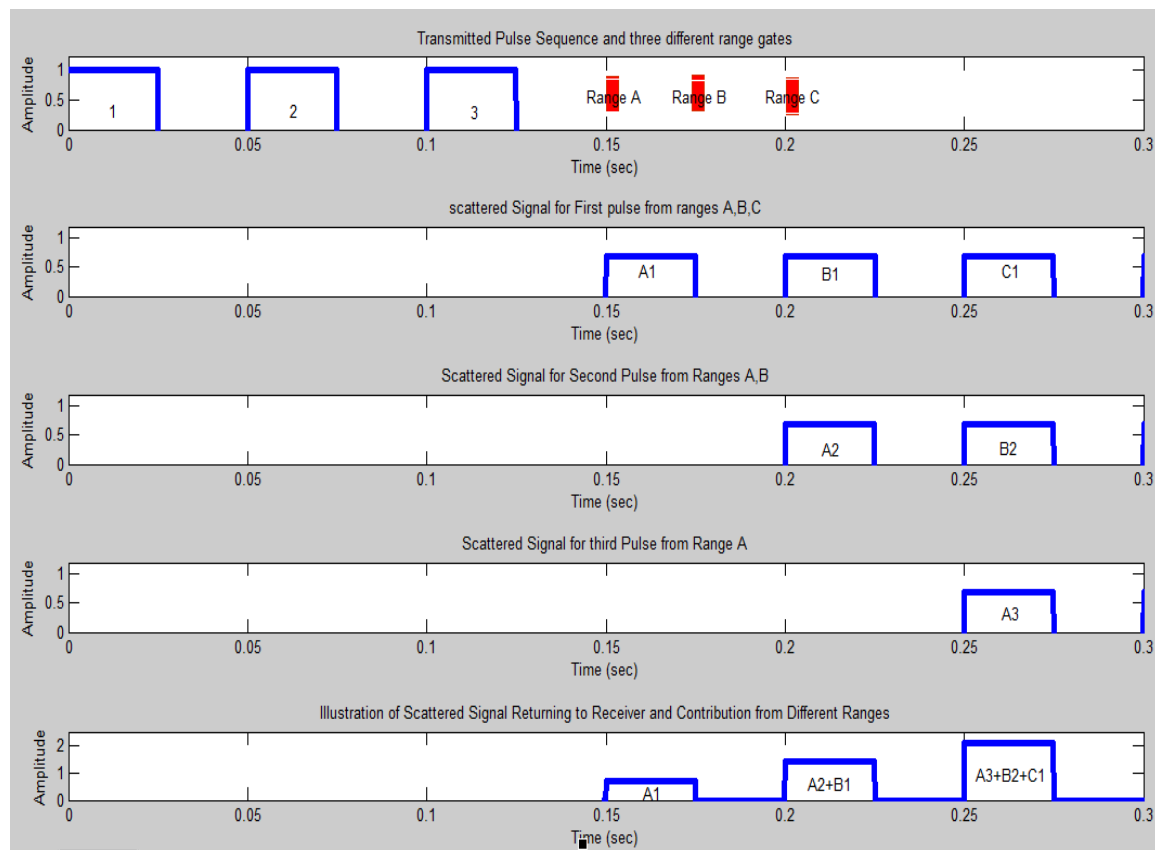 Transmitted Pulse Sequence and three different range gates
Amplitude
1
0.5
0
1
2
3
Range A
Range B
Range C
0
0.05
0.1
0.15
0.2
0.25
0.3
Time (sec)
scattered Signal for First pulse from ranges A,B,C
Amplitude
1
0.5
0
A1
B1
C1
0
0.05
0.1
0.15
0.2
0.25
0.3
Time (sec)
Scattered Signal for Second Pulse from Ranges A,B
Amplitude
1
0.5
0
A2
B2
0
0.05
0.1
0.15
0.2
0.25
0.3
Time (sec)
Scattered Signal for third Pulse from Range A
Amplitude
1
0.5
0
A3
0
0.05
0.1
0.15
0.2
0.25
0.3
Time (sec)
Illustration of Scattered Signal Returning to Receiver and Contribution from Different Ranges
Amplitude
2
1
0
A1
A2+B1
A3+B2+C1
0
0.05
0.1
0.15
0.2
0.25
0.3
Time (sec)